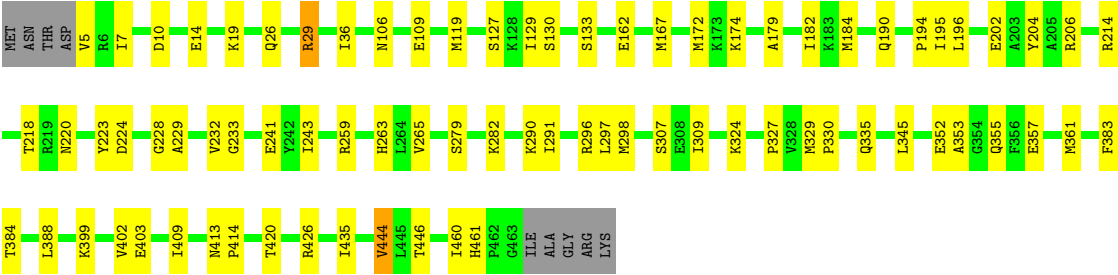 MET ASN THR ASP V5 R6 I7 D10 E14 K19 Q26 R29 I36 N106 E109 M119 S127 K128 I129 S130 S133 E162 M167 M172 K173 K174 A179 I182 K183 M184 Q190 P194 I195 L196 E202 A203 Y204 A205 R206 R214
T218 R219 N220 Y223 D224 G228 A229 V232 G233 E241 Y242 I243 R259 H263 L264 V265 S279 K282 K290 I291 R296 L297 M298 S307 E308 I309 K324 P327 V328 M329 P330 Q335 L345 E352 A353 G354 Q355 F356 E357 M361 F383
T384 L388 K399 V402 E403 I409 N413 P414 T420 R426 I435 V444 L445 T446 I460 H461 P462 G463 ILE ALA GLY ARG LYS